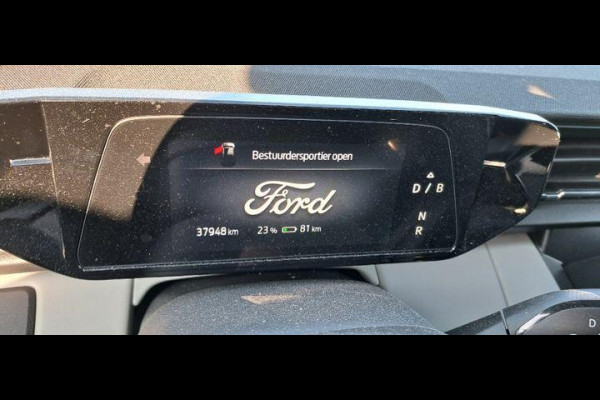 Bestuurdersportier open
Ford
37948 km 23 % 81 km
D / B
N
R
D